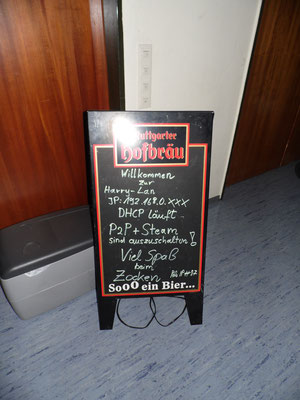 Stuttgarter
Hofbräu
Willkommen
zur
Harry-Lan
IP: 192.168.0.XXX
DHCP läuft
P2P + Steam
sind auszuschalten!
Viel Spaß
beim
Zocken
Sooo ein Bier...